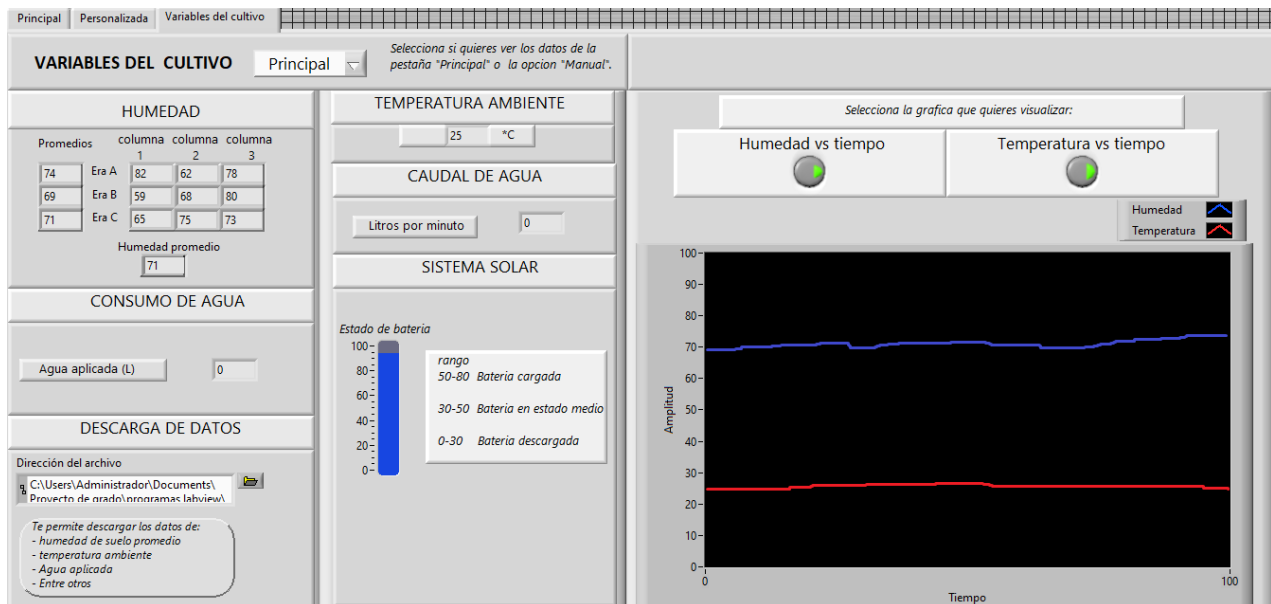 Principal Personalizada Variables del cultivo
VARIABLES DEL CULTIVO
Principal
Selecciona si quieres ver los datos de la
pestaña "Principal" o la opcion "Manual".
HUMEDAD
Promedios columna columna columna
1 2 3
74 Era A 82 62 78
69 Era B 59 68 80
71 Era C 65 75 73
Humedad promedio
71
CONSUMO DE AGUA
Agua aplicada (L) 0
DESCARGA DE DATOS
Dirección del archivo
C:\Users\Administrador\Documents\
Proyecto de grado\programas labview\
Te permite descargar los datos de:
- humedad de suelo promedio
- temperatura ambiente
- Agua aplicada
- Entre otros
TEMPERATURA AMBIENTE
25 °C
CAUDAL DE AGUA
Litros por minuto 0
SISTEMA SOLAR
Estado de bateria
100
80
60
40
20
0
rango
50-80 Bateria cargada
30-50 Bateria en estado medio
0-30 Bateria descargada
Selecciona la grafica que quieres visualizar:
Humedad vs tiempo
Temperatura vs tiempo
Humedad
Temperatura
Amplitud
100
90
80
70
60
50
40
30
20
10
0
0 100
Tiempo